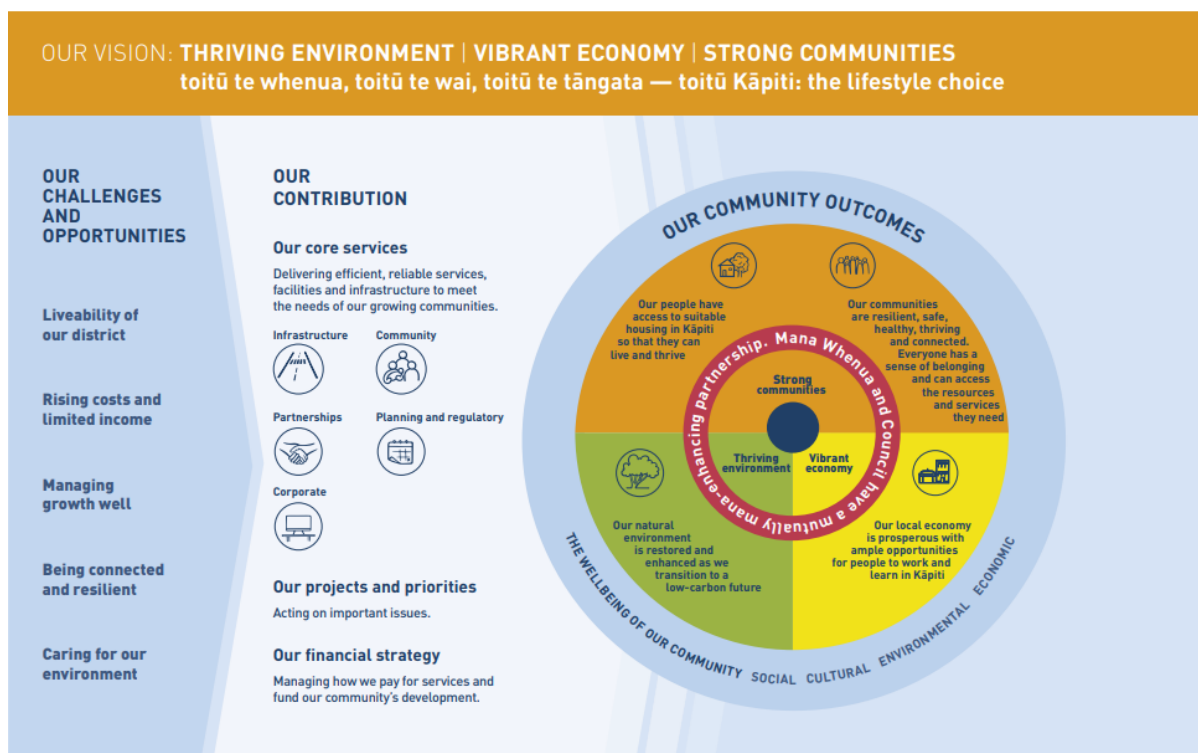 OUR VISION: THRIVING ENVIRONMENT | VIBRANT ECONOMY | STRONG COMMUNITIES
toitū te whenua, toitū te wai, toitū te tāngata — toitū Kāpiti: the lifestyle choice
OUR
CHALLENGES
AND
OPPORTUNITIES
Liveability of
our district
Rising costs and
limited income
Managing
growth well
Being connected
and resilient
Caring for our
environment
OUR
CONTRIBUTION
Our core services
Delivering efficient, reliable services,
facilities and infrastructure to meet
the needs of our growing communities.
Infrastructure
Community
Partnerships
Planning and regulatory
Corporate
Our projects and priorities
Acting on important issues.
Our financial strategy
Managing how we pay for services and
fund our community's development.
OUR COMMUNITY OUTCOMES
Our people have
access to suitable
housing in Kāpiti
so that they can
live and thrive
Our communities
are resilient, safe,
healthy, thriving
and connected.
Everyone has a
sense of belonging
and can access
the resources
and services
they need
Mana Whenua and Council have a mutually mana-enhancing partnership.
Strong
communities
Thriving
environment
Vibrant
economy
Our natural
environment
is restored and
enhanced as we
transition to a
low-carbon future
Our local economy
is prosperous with
ample opportunities
for people to work and
learn in Kāpiti
THE WELLBEING OF OUR COMMUNITY SOCIAL CULTURAL ENVIRONMENTAL ECONOMIC